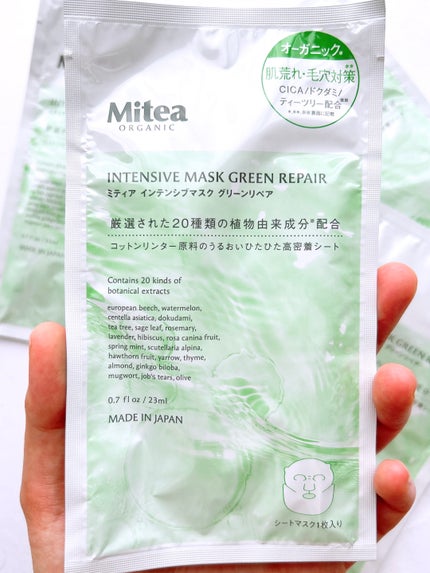 オーガニック※
肌荒れ・毛穴対策
CICA/ドクダミ/
ティーツリー配合
Mitea
ORGANIC
INTENSIVE MASK GREEN REPAIR
ミティア インテンシブマスク グリーンリペア
厳選された20種類の植物由来成分※配合
コットンリンター原料のうるおいひたひた高密着シート
Contains 20 kinds of
botanical extracts
european beech, watermelon,
centella asiatica, dokudami,
tea tree, sage leaf, rosemary,
lavender, hibiscus, rosa canina fruit,
spring mint, scutellaria alpina,
hawthorn fruit, yarrow, thyme,
almond, ginkgo biloba,
mugwort, job's tears, olive
0.7 fl oz / 23ml
MADE IN JAPAN
シートマスク1枚入り